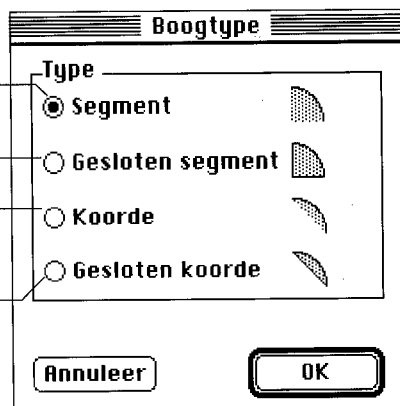 Boogtype
Type
Segment
Gesloten segment
Koorde
Gesloten koorde
Annuleer
OK